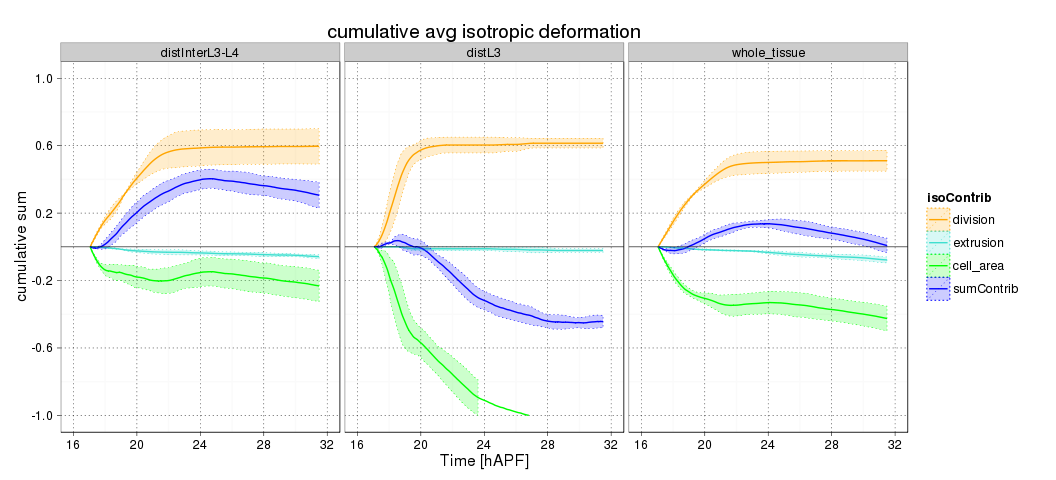 cumulative avg isotropic deformation
distInterL3-L4 distL3 whole_tissue
1.0
0.6
0.2
-0.2
-0.6
-1.0
cumulative sum
16 20 24 28 32 16 20 24 28 32 16 20 24 28 32
Time [hAPF]
isoContrib
division
extrusion
cell_area
sumContrib